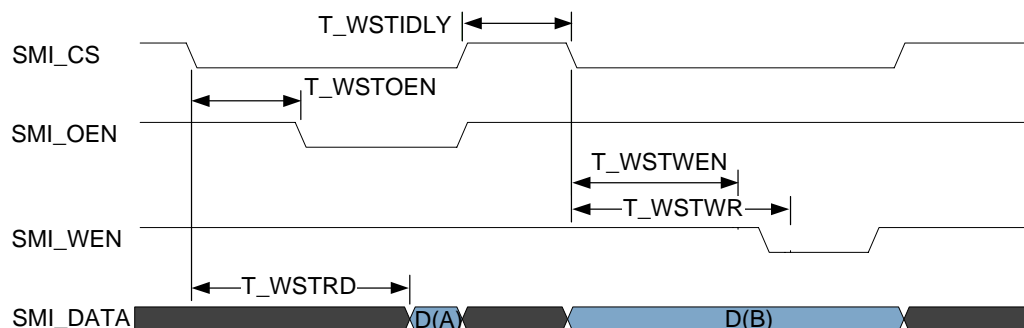 T_WSTIDLY
SMI_CS
T_WSTOEN
SMI_OEN
T_WSTWEN
T_WSTWR
SMI_WEN
T_WSTRD
SMI_DATA D(A) D(B)